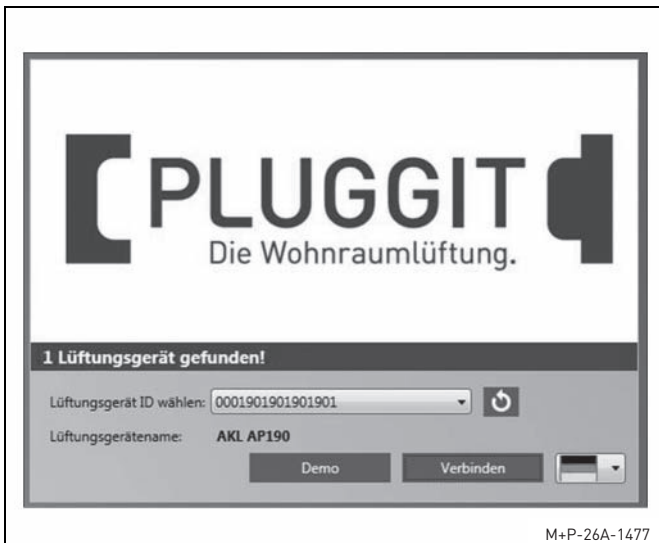 PLUGGIT
Die Wohnraumlüftung.
1 Lüftungsgerät gefunden!
Lüftungsgerät ID wählen: 0001901901901901
Lüftungsgerätename: AKL AP190
Demo Verbinden
M+P-26A-1477